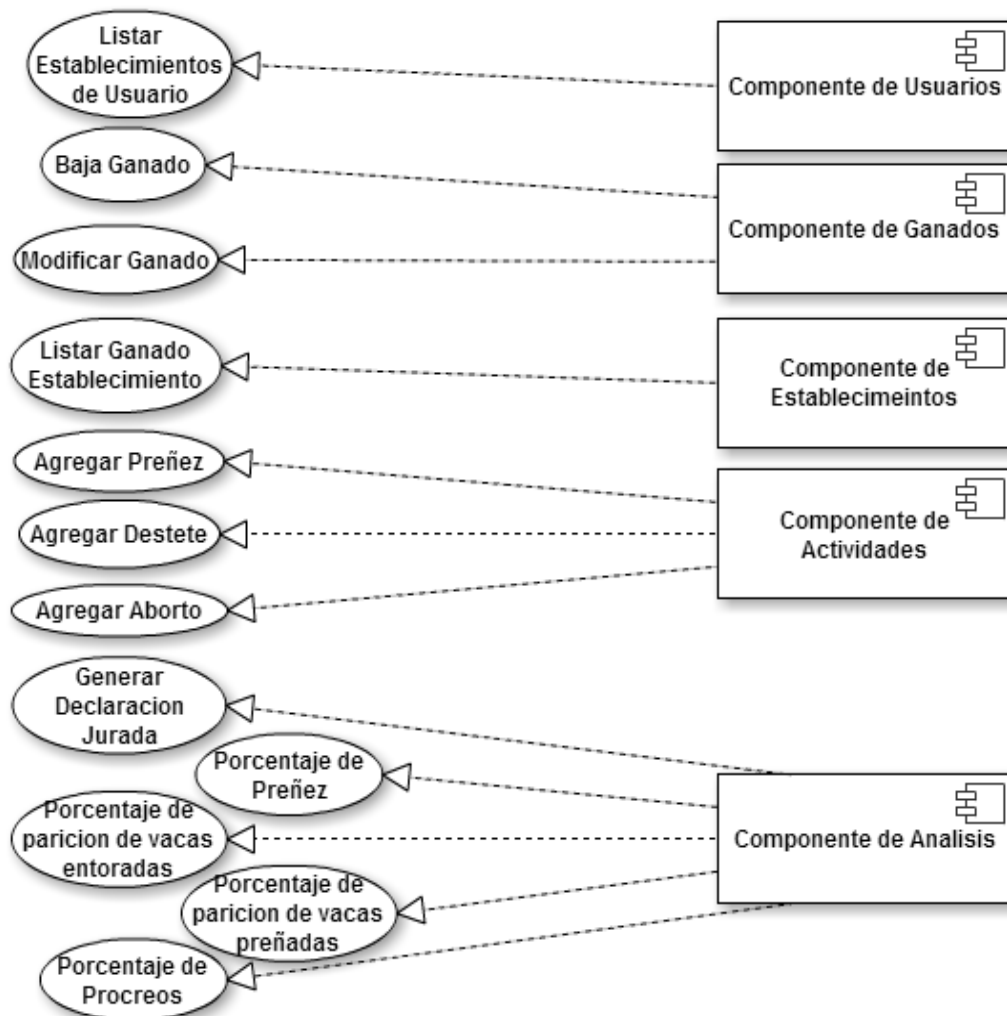 Listar
Establecimientos
de Usuario
Componente de Usuarios
Baja Ganado
Componente de Ganados
Modificar Ganado
Listar Ganado
Establecimiento
Componente de
Establecimeintos
Agregar Preñez
Agregar Destete
Componente de
Actividades
Agregar Aborto
Generar
Declaracion
Jurada
Porcentaje de
Preñez
Porcentaje de
paricion de vacas
entoradas
Componente de Analisis
Porcentaje de
paricion de vacas
preñadas
Porcentaje de
Procreos